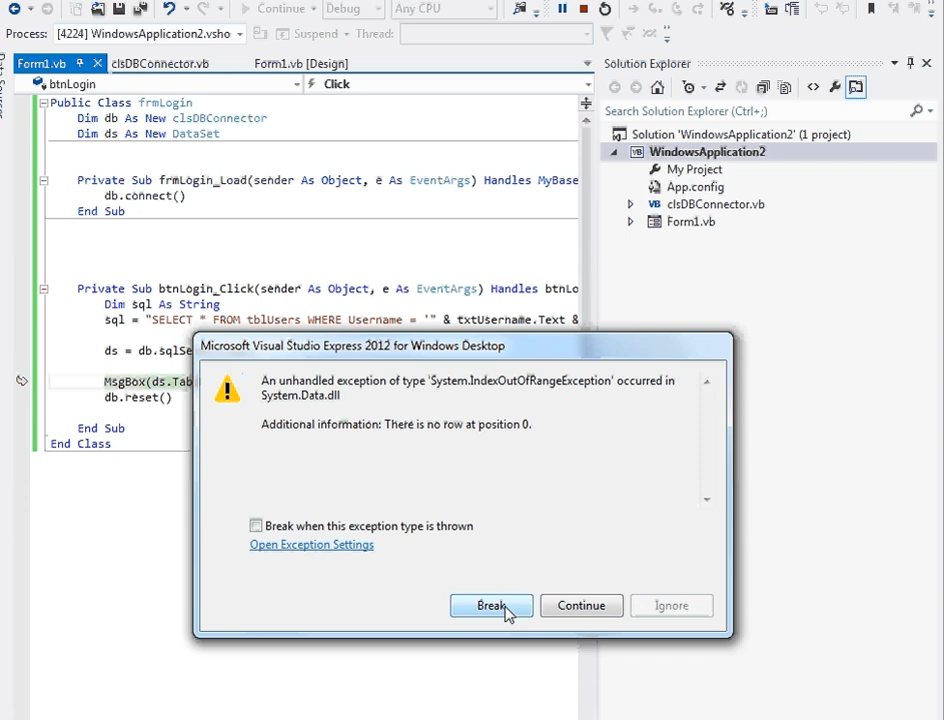 Continue
Debug
Any CPU
Process:
[4224] WindowsApplication2.vsho
Suspend
Thread:
Form1.vb
clsDBConnector.vb
Form1.vb [Design]
btnLogin
Click
Public Class frmLogin
Dim db As New clsDBConnector
Dim ds As New DataSet
Private Sub frmLogin_Load(sender As Object, e As EventArgs) Handles MyBase
db.connect()
End Sub
Private Sub btnLogin_Click(sender As Object, e As EventArgs) Handles btnLo
Dim sql As String
sql = "SELECT * FROM tblUsers WHERE Username = '" & txtUsername.Text &
ds = db.sqlSe
MsgBox(ds.Tab
db.reset()
End Sub
End Class
Solution Explorer
Search Solution Explorer (Ctrl+;)
Solution 'WindowsApplication2' (1 project)
WindowsApplication2
My Project
App.config
clsDBConnector.vb
Form1.vb
Microsoft Visual Studio Express 2012 for Windows Desktop
An unhandled exception of type 'System.IndexOutOfRangeException' occurred in
System.Data.dll
Additional information: There is no row at position 0.
Break when this exception type is thrown
Open Exception Settings
Break
Continue
Ignore